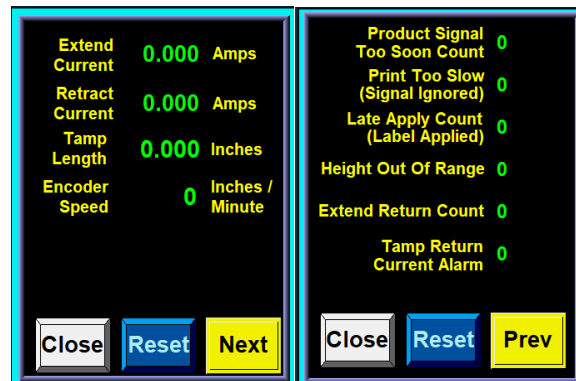 Extend
Current
0.000 Amps
Retract
Current
0.000 Amps
Tamp
Length
0.000 Inches
Encoder
Speed
0
Inches /
Minute
Close
Reset
Next
Product Signal
Too Soon Count
0
Print Too Slow
(Signal Ignored)
0
Late Apply Count
(Label Applied)
0
Height Out Of Range 0
Extend Return Count 0
Tamp Return
Current Alarm
0
Close
Reset
Prev